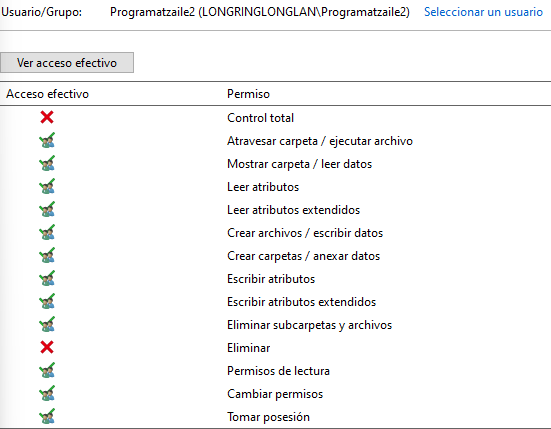 Usuario/Grupo: Programatzaile2 (LONGRINGLONGLAN\Programatzaile2) Seleccionar un usuario
Ver acceso efectivo
Acceso efectivo Permiso
Control total
Atravesar carpeta / ejecutar archivo
Mostrar carpeta / leer datos
Leer atributos
Leer atributos extendidos
Crear archivos / escribir datos
Crear carpetas / anexar datos
Escribir atributos
Escribir atributos extendidos
Eliminar subcarpetas y archivos
Eliminar
Permisos de lectura
Cambiar permisos
Tomar posesión